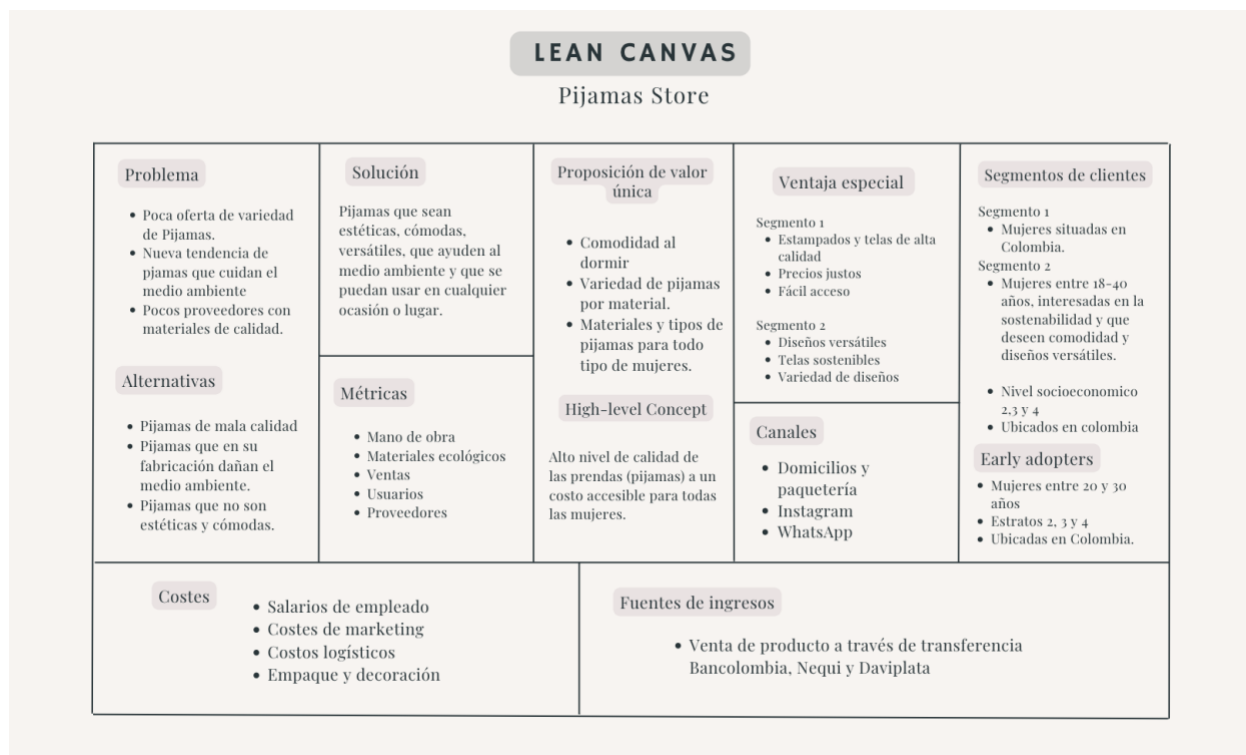 LEAN CANVAS
Pijamas Store
Problema
• Poca oferta de variedad
de Pijamas.
• Nueva tendencia de
pjamas que cuidan el
medio ambiente
• Pocos proveedores con
materiales de calidad.
Alternativas
• Pijamas de mala calidad
• Pijamas que en su
fabricación dañan el
medio ambiente.
• Pijamas que no son
estéticas y cómodas.
Solución
Pijamas que sean
estéticas, cómodas,
versátiles, que ayuden al
medio ambiente y que se
puedan usar en cualquier
ocasión o lugar.
Métricas
• Mano de obra
• Materiales ecológicos
• Ventas
• Usuarios
• Proveedores
Proposición de valor
única
• Comodidad al
dormir
• Variedad de pijamas
por material.
• Materiales y tipos de
pijamas para todo
tipo de mujeres.
High-level Concept
Alto nivel de calidad de
las prendas (pijamas) a un
costo accesible para todas
las mujeres.
Ventaja especial
Segmento 1
• Estampados y telas de alta
calidad
• Precios justos
• Fácil acceso
Segmento 2
• Diseños versátiles
• Telas sostenibles
• Variedad de diseños
Canales
• Domicilios y
paquetería
• Instagram
• WhatsApp
Segmentos de clientes
Segmento 1
• Mujeres situadas en
Colombia.
Segmento 2
• Mujeres entre 18-40
años, interesadas en la
sostenibilidad y que
deseen comodidad y
diseños versátiles.
• Nivel socioeconomico
2,3 y 4
• Ubicados en colombia
Early adopters
• Mujeres entre 20 y 30
años
• Estratos 2, 3 y 4
• Ubicadas en Colombia.
Costes
• Salarios de empleado
• Costes de marketing
• Costos logísticos
• Empaque y decoración
Fuentes de ingresos
• Venta de producto a través de transferencia
Bancolombia, Nequi y Daviplata